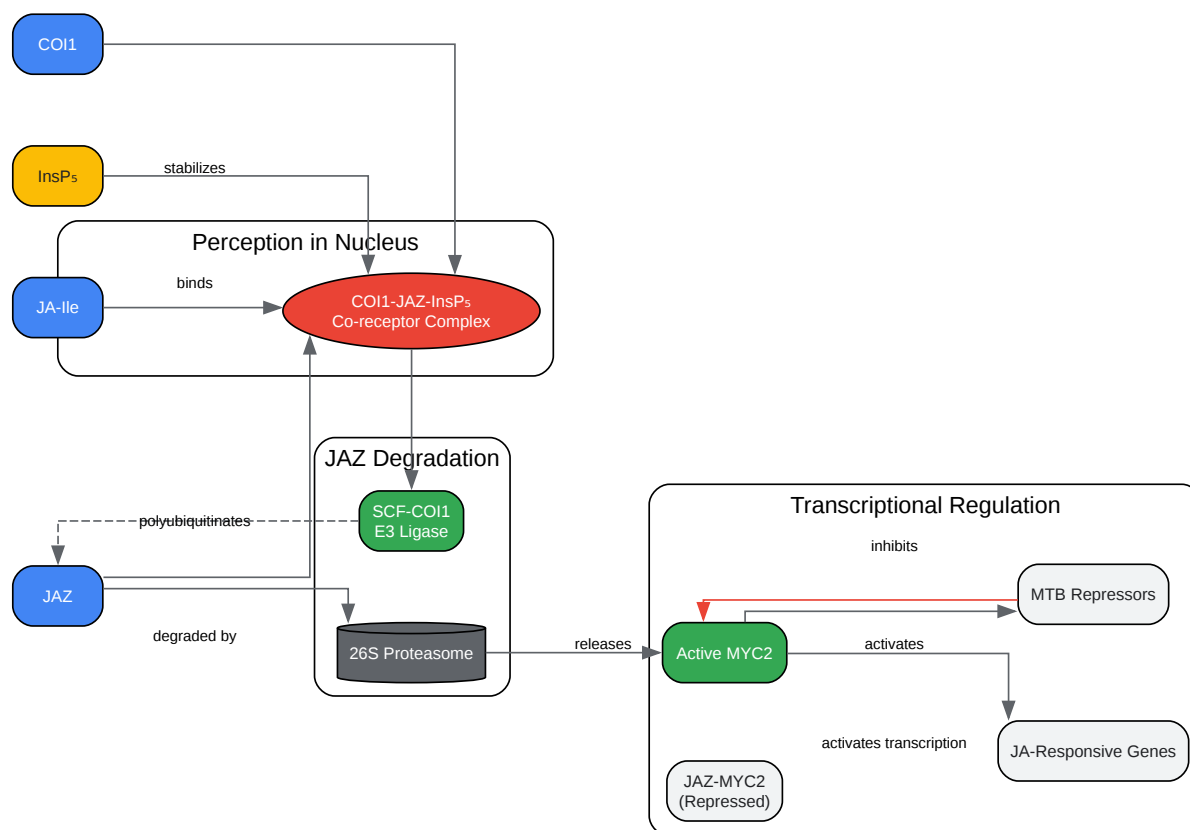 COI1
InsP₅
stabilizes
Perception in Nucleus
JA-Ile
binds
COI1-JAZ-InsP₅
Co-receptor Complex
JAZ Degradation
SCF-COI1
E3 Ligase
polyubiquitinates
JAZ
degraded by
26S Proteasome
releases
Transcriptional Regulation
inhibits
MTB Repressors
Active MYC2
activates
activates transcription
JA-Responsive Genes
JAZ-MYC2
(Repressed)